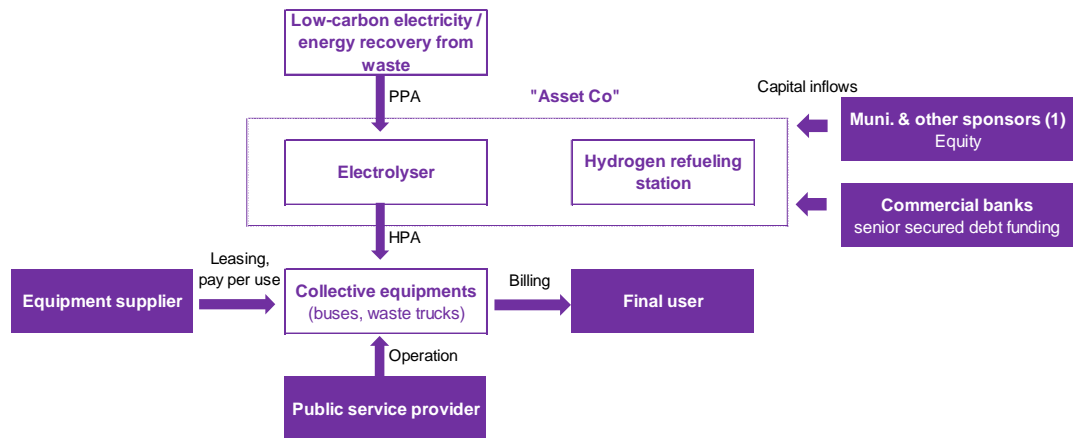 Low-carbon electricity /
energy recovery from
waste
PPA
"Asset Co"
Capital inflows
Muni. & other sponsors (1)
Equity
Electrolyser
Hydrogen refueling
station
Commercial banks
senior secured debt funding
HPA
Leasing,
pay per use
Equipment supplier
Collective equipments
(buses, waste trucks)
Billing
Final user
Operation
Public service provider